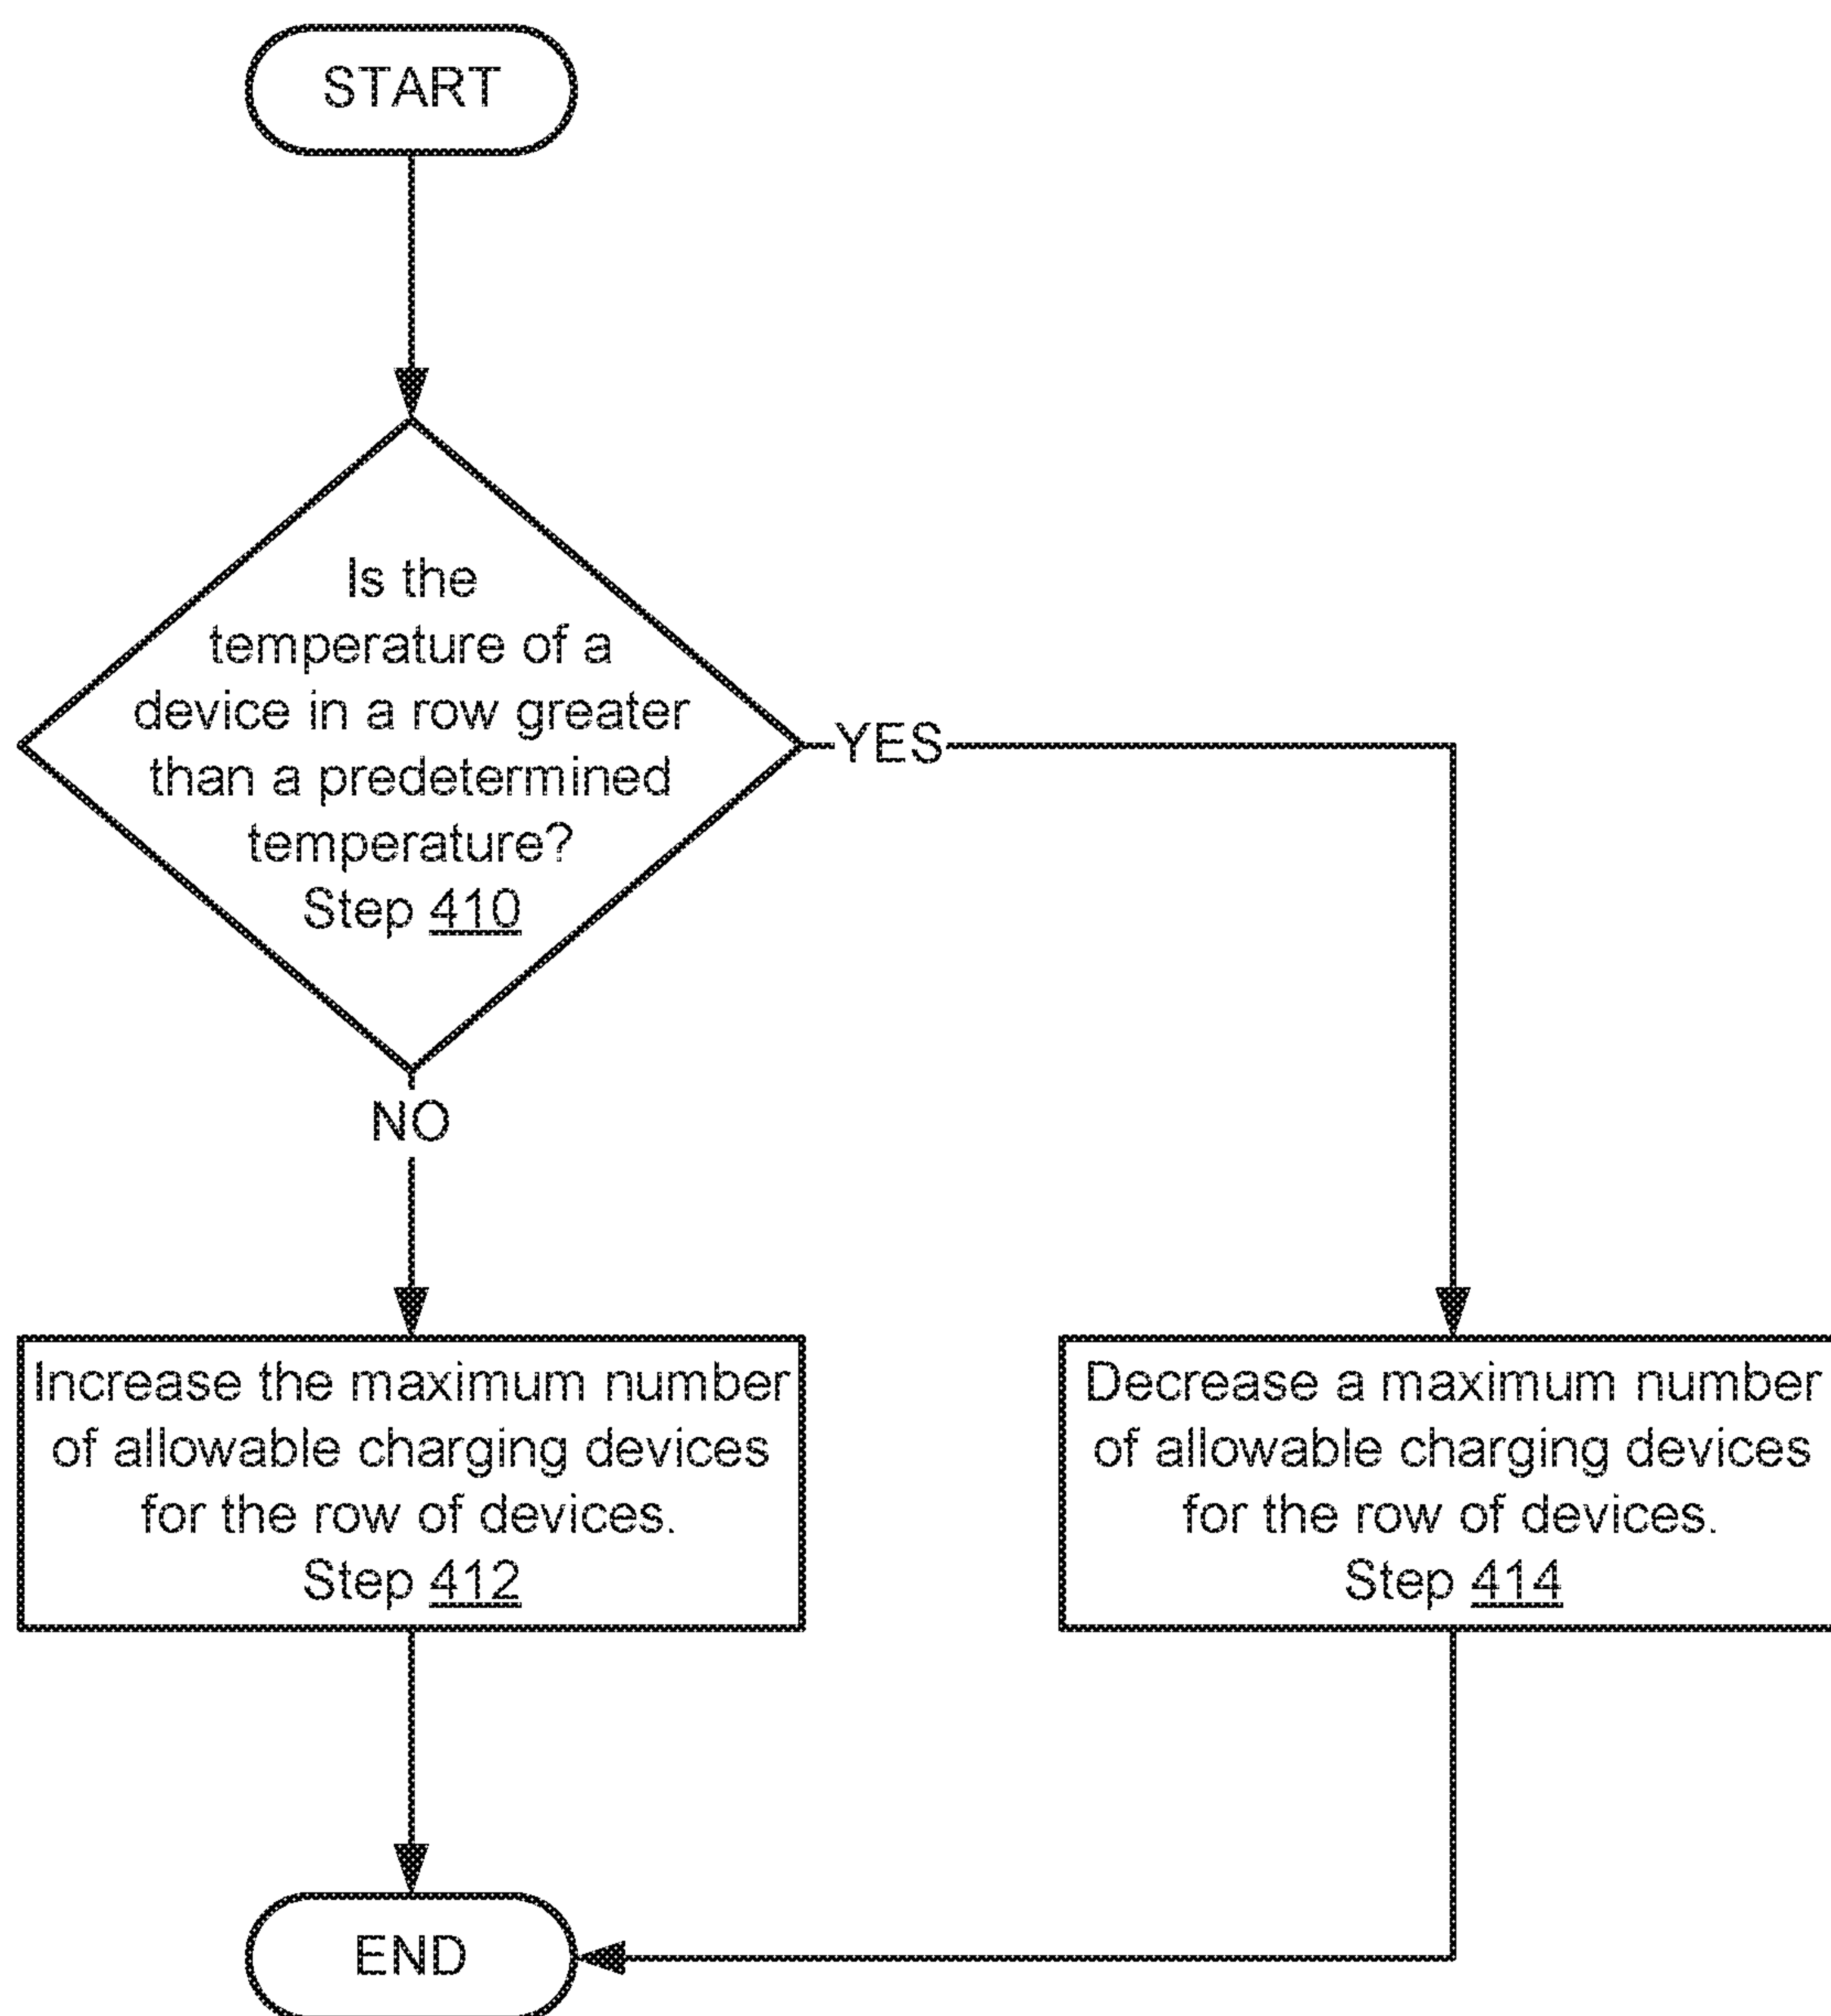 START
Is the
temperature of a
device in a row greater
than a predetermined
temperature?
Step 410
YES
NO
Increase the maximum number
of allowable charging devices
for the row of devices.
Step 412
Decrease a maximum number
of allowable charging devices
for the row of devices.
Step 414
END